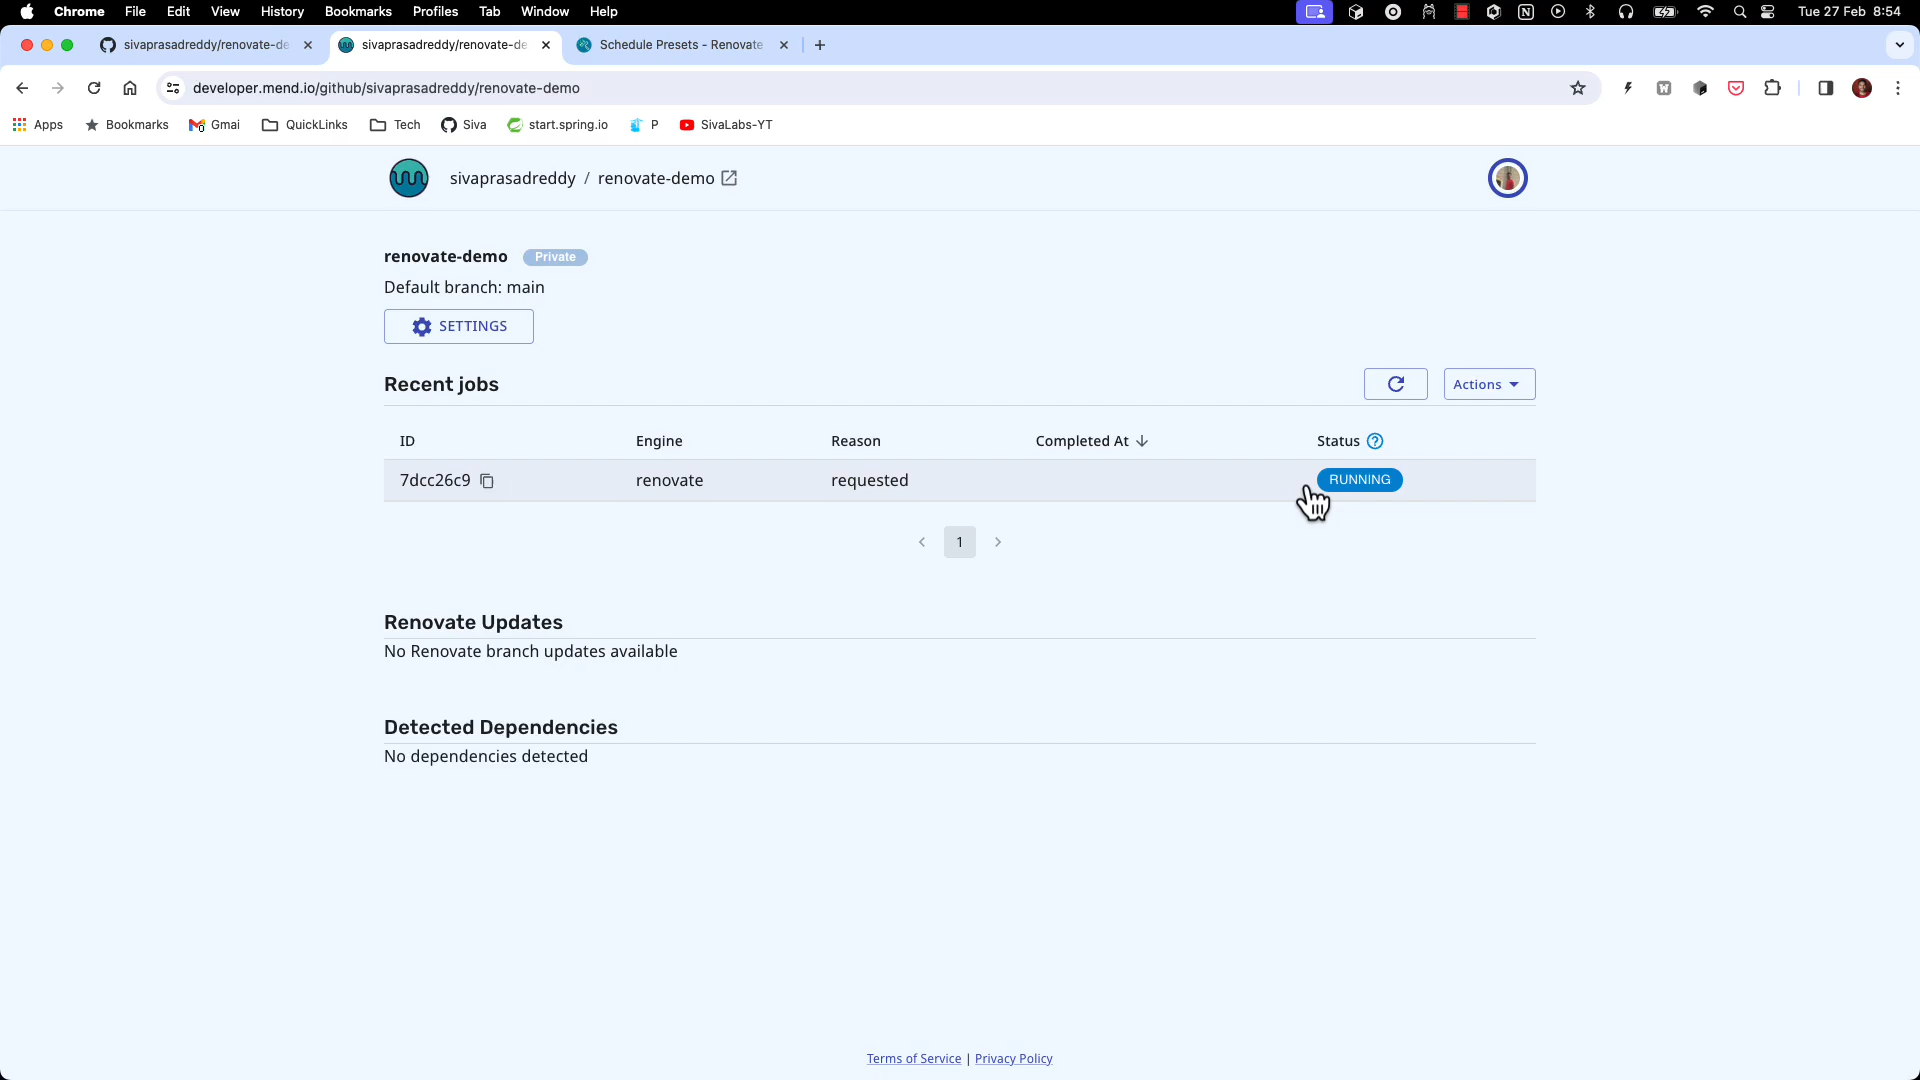 Chrome File Edit View History Bookmarks Profiles Tab Window Help Tue 27 Feb 8:54
sivaprasadreddy/renovate-de sivaprasadreddy/renovate-de Schedule Presets - Renovate
developer.mend.io/github/sivaprasadreddy/renovate-demo
Apps Bookmarks Gmai QuickLinks Tech Siva start.spring.io P SivaLabs-YT
sivaprasadreddy / renovate-demo
renovate-demo Private
Default branch: main
SETTINGS
Recent jobs Actions
ID Engine Reason Completed At Status
7dcc26c9 renovate requested RUNNING
1
Renovate Updates
No Renovate branch updates available
Detected Dependencies
No dependencies detected
Terms of Service | Privacy Policy